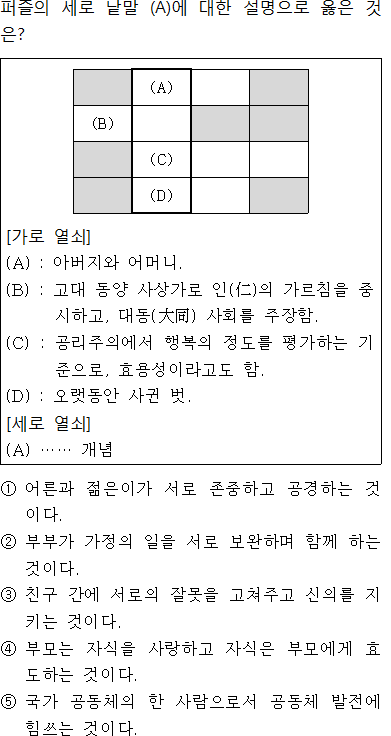 퍼즐의 세로 낱말 (A)에 대한 설명으로 옳은 것
은?
(A)
(B)
(C)
(D)
[가로 열쇠]
(A) : 아버지와 어머니.
(B) : 고대 동양 사상가로 인(仁)의 가르침을 중
시하고, 대동(大同) 사회를 주장함.
(C) : 공리주의에서 행복의 정도를 평가하는 기
준으로, 효용성이라고도 함.
(D) : 오랫동안 사귄 벗.
[세로 열쇠]
(A) …… 개념
① 어른과 젊은이가 서로 존중하고 공경하는 것
이다.
② 부부가 가정의 일을 서로 보완하며 함께 하는
것이다.
③ 친구 간에 서로의 잘못을 고쳐주고 신의를 지
키는 것이다.
④ 부모는 자식을 사랑하고 자식은 부모에게 효
도하는 것이다.
⑤ 국가 공동체의 한 사람으로서 공동체 발전에
힘쓰는 것이다.